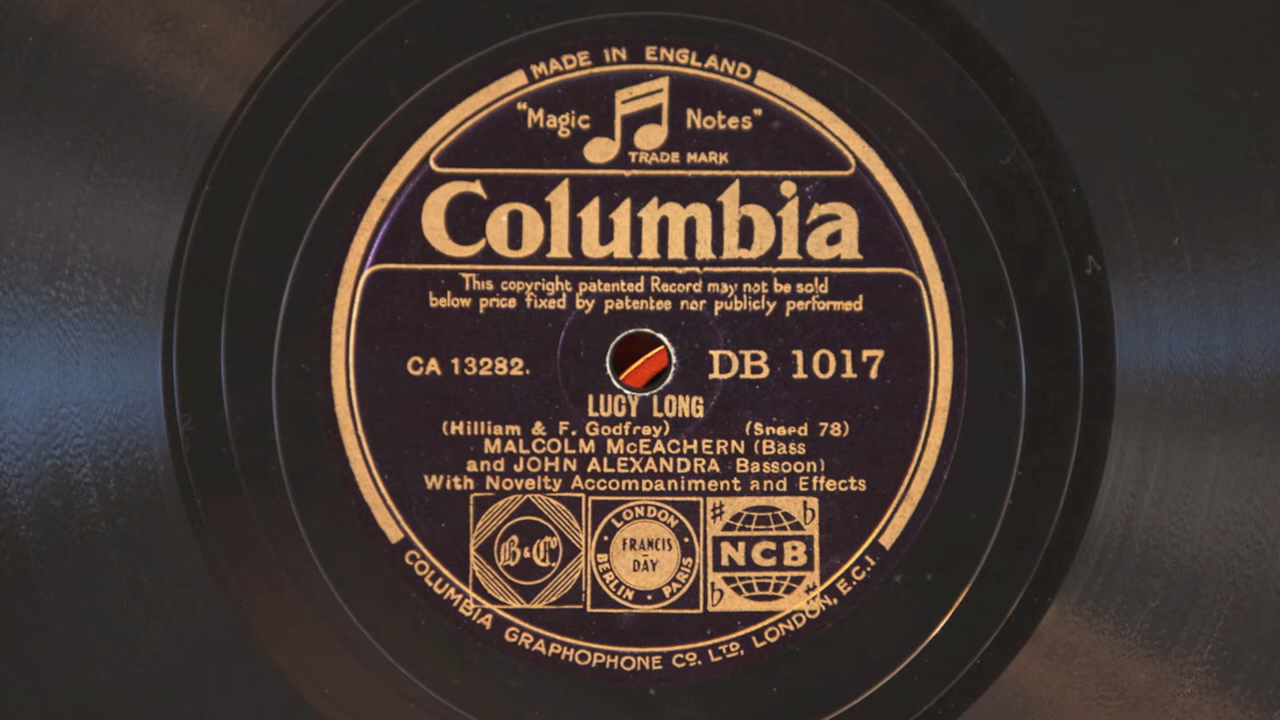 MADE IN ENGLAND
"Magic Notes"
TRADE MARK
Columbia
This copyright patented Record may not be sold
below price fixed by patentee nor publicly performed
CA 13282. DB 1017
LUCY LONG
(Hilliam & F. Godfrey) (Speed 78)
MALCOLM McEACHERN (Bass
and JOHN ALEXANDRA Bassoon)
With Novelty Accompaniment and Effects
B & Co.
LONDON
FRANCIS
DAY
BERLIN · PARIS
♯ ♭
NCB
♭ ♯
COLUMBIA GRAPHOPHONE Co. LTD, LONDON, E.C.1.